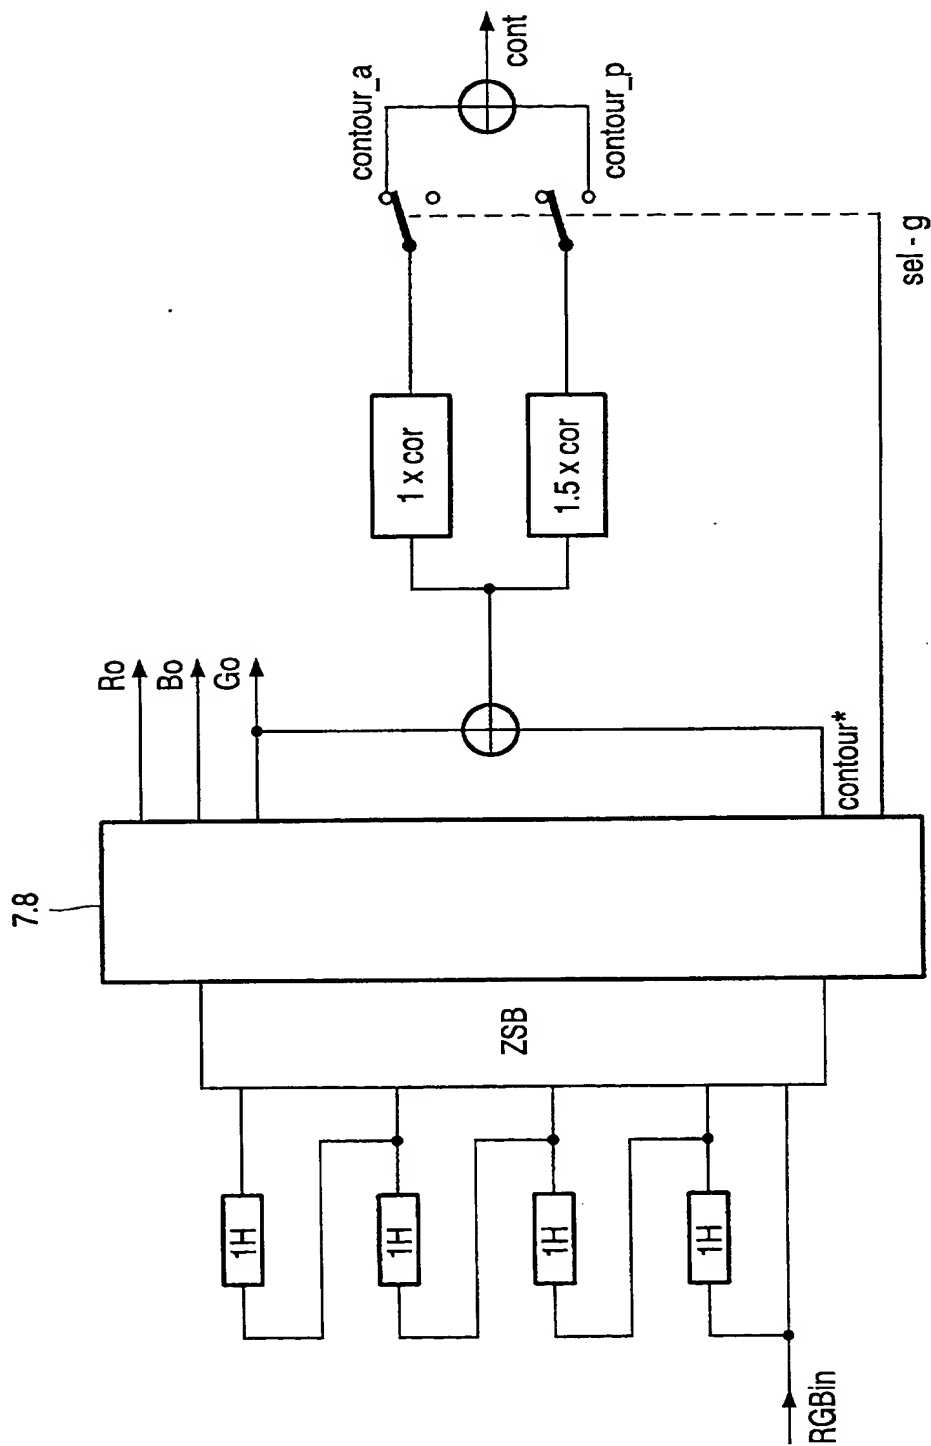 7.8
Ro
Bo
Go
ZSB
1H
1H
1H
1H
RGBin
contour*
sel - g
1 x cor
1.5 x cor
contour_a
contour_p
cont